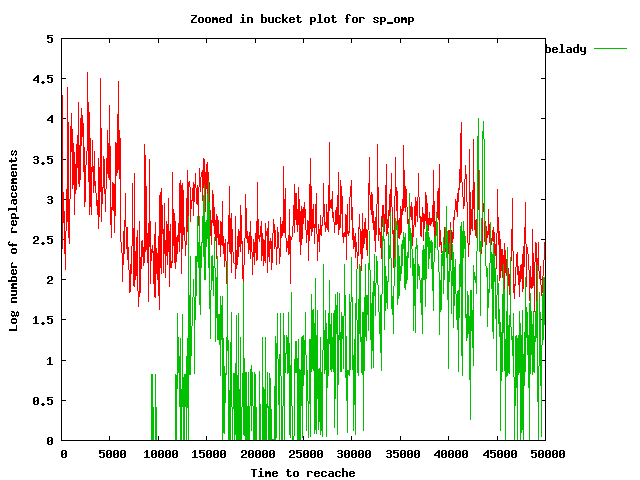 Zoomed in bucket plot for sp_omp
belady
Log number of replacements
5
4.5
4
3.5
3
2.5
2
1.5
1
0.5
0
0 5000 10000 15000 20000 25000 30000 35000 40000 45000 50000
Time to recache